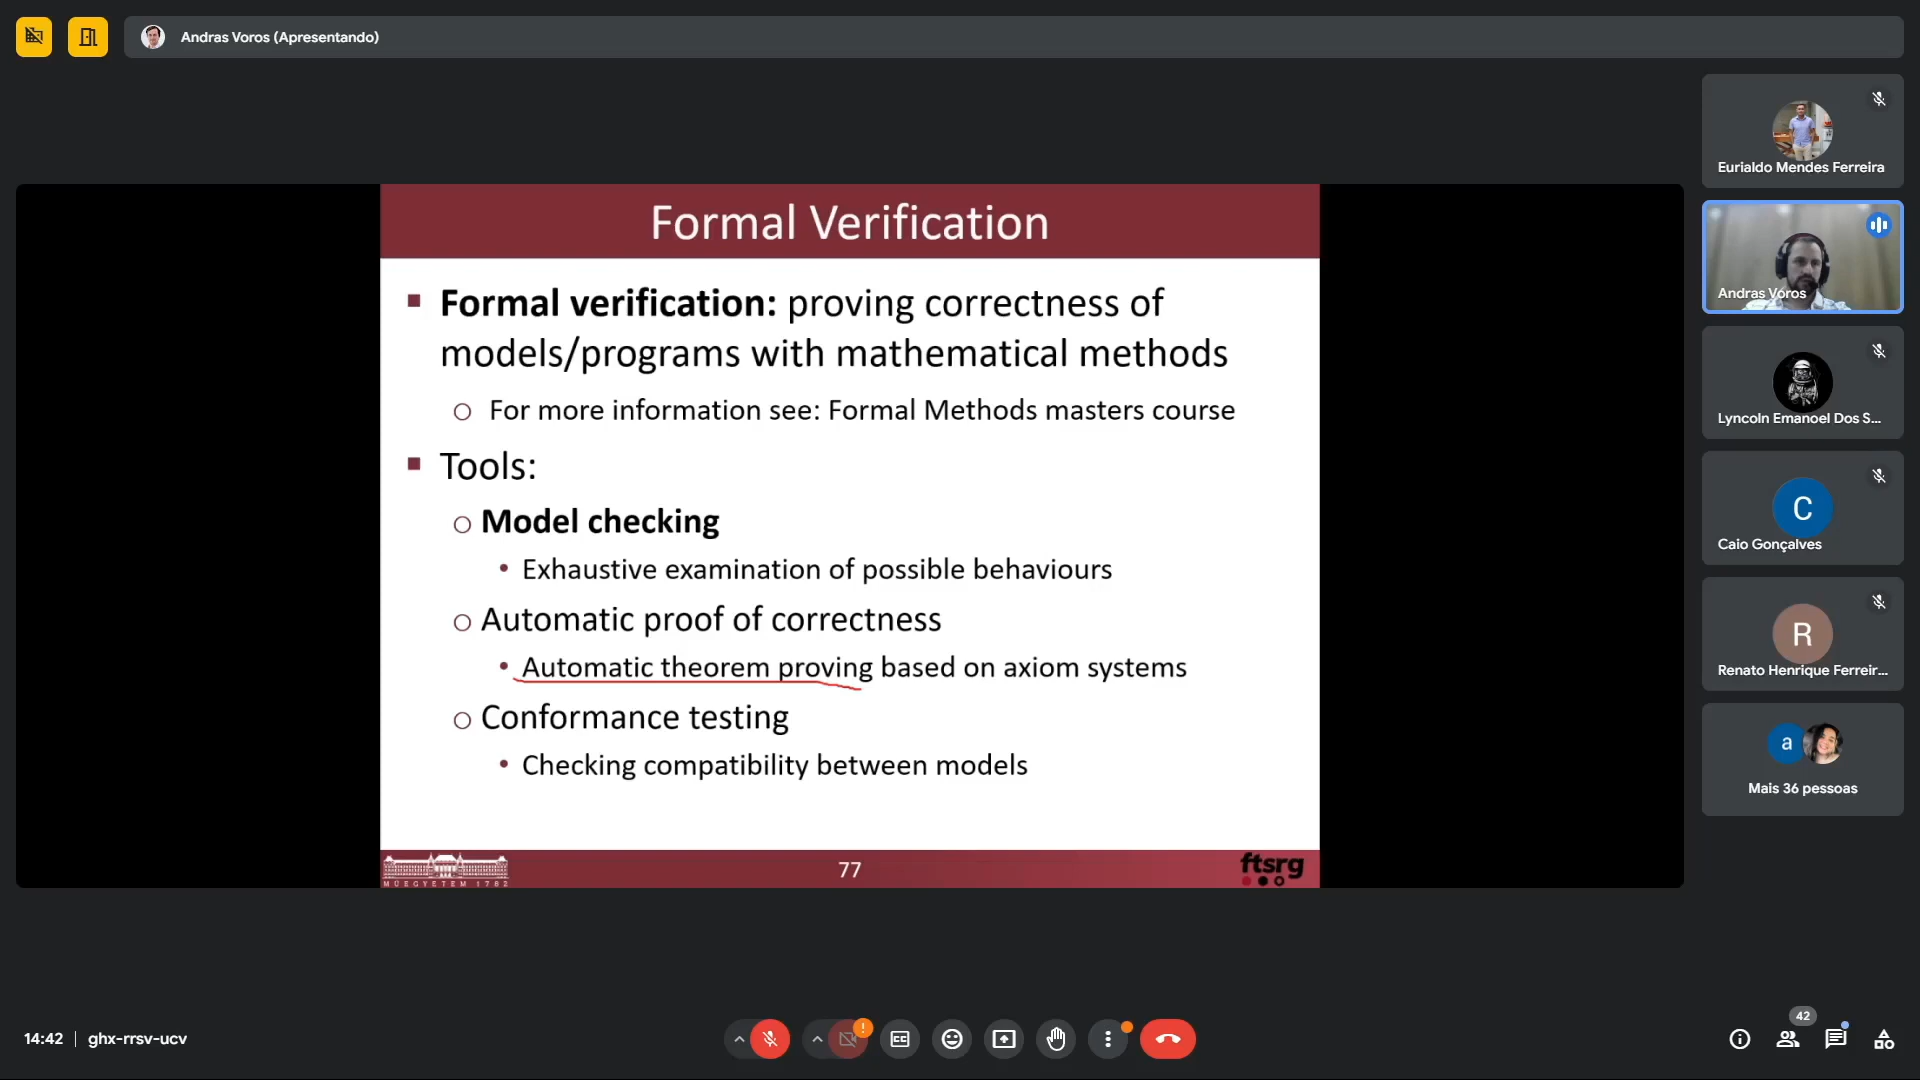 Andras Voros (Apresentando)
Formal Verification
Formal verification: proving correctness of
models/programs with mathematical methods
For more information see: Formal Methods masters course
Tools:
Model checking
Exhaustive examination of possible behaviours
Automatic proof of correctness
Automatic theorem proving based on axiom systems
Conformance testing
Checking compatibility between models
MŰEGYETEM 1782
77
ftsrg
Eurialdo Mendes Ferreira
Andras Voros
Lyncoln Emanoel Dos S...
C
Caio Gonçalves
R
Renato Henrique Ferreir...
a
Mais 36 pessoas
14:42 | ghx-rrsv-ucv
!
42